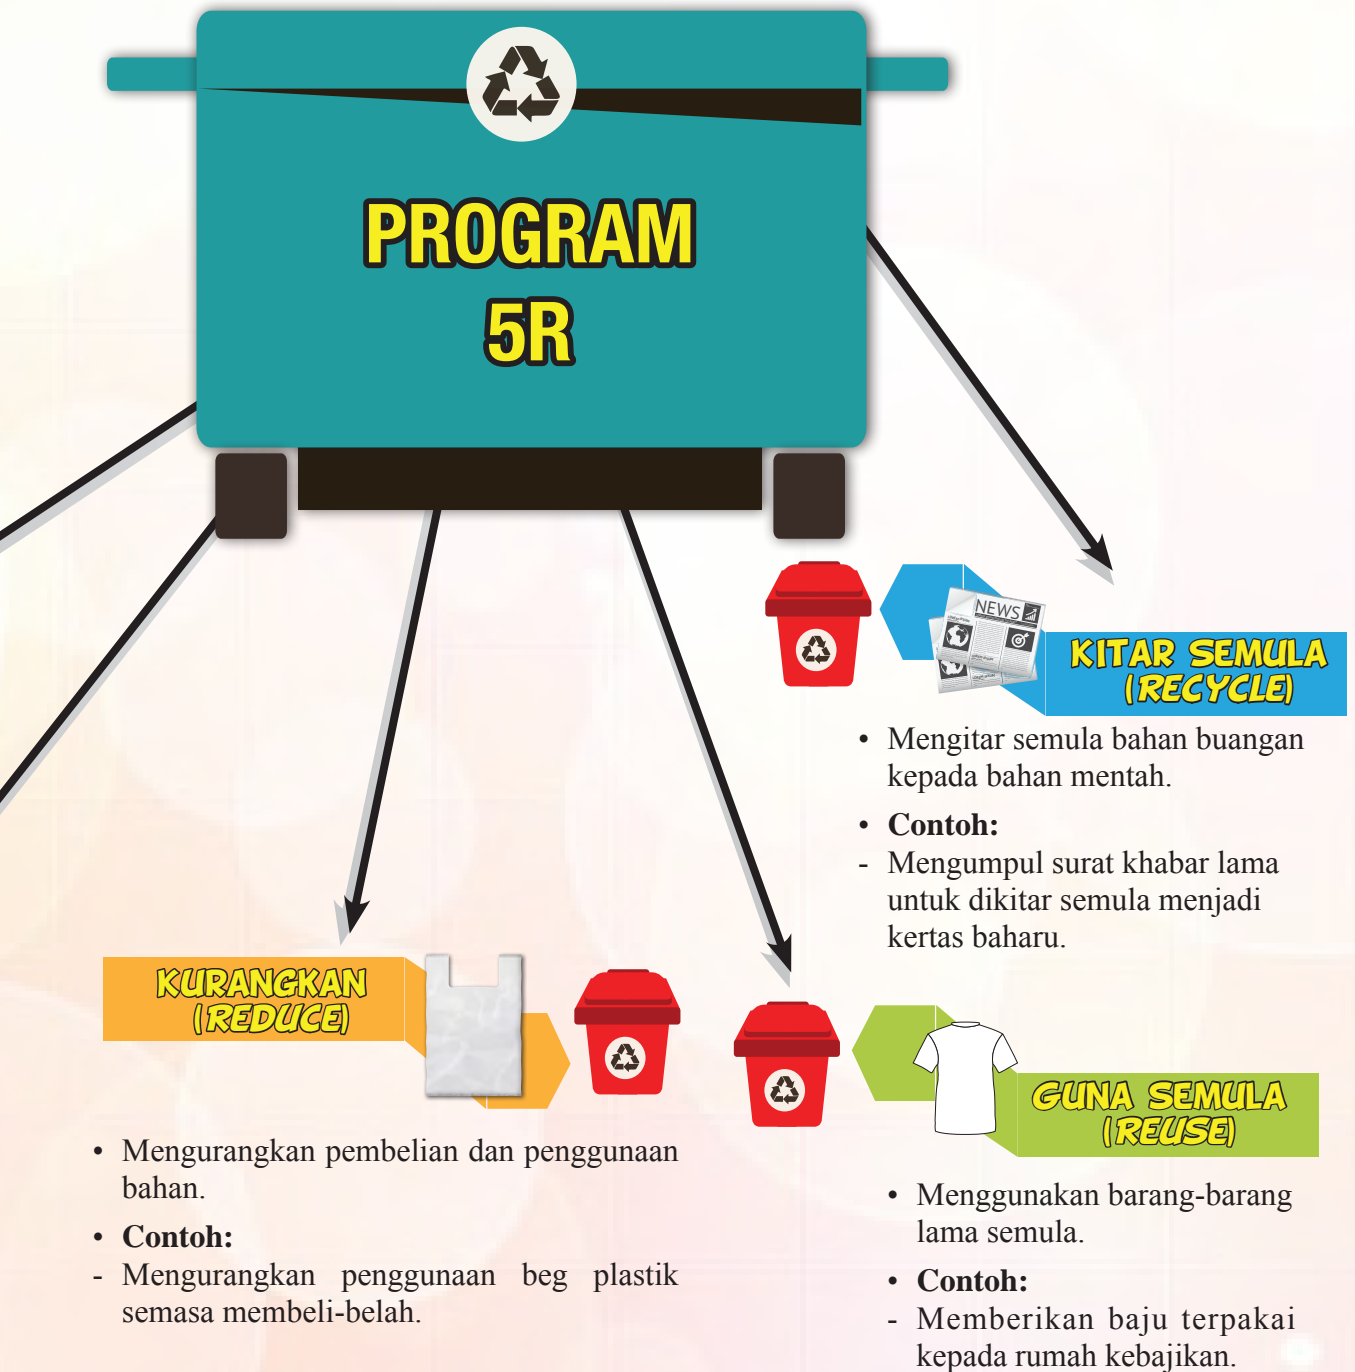 PROGRAM
5R
NEWS
KITAR SEMULA
(RECYCLE)
• Mengitar semula bahan buangan
kepada bahan mentah.
• Contoh:
- Mengumpul surat khabar lama
untuk dikitar semula menjadi
kertas baharu.
KURANGKAN
(REDUCE)
• Mengurangkan pembelian dan penggunaan
bahan.
• Contoh:
- Mengurangkan penggunaan beg plastik
semasa membeli-belah.
GUNA SEMULA
(REUSE)
• Menggunakan barang-barang
lama semula.
• Contoh:
- Memberikan baju terpakai
kepada rumah kebajikan.